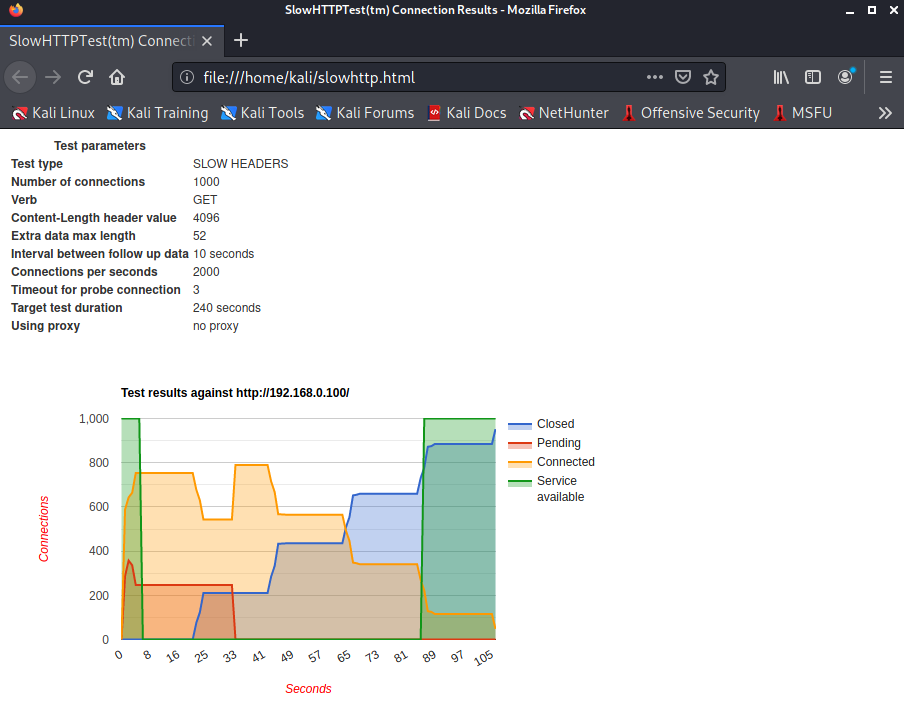 SlowHTTPTest(tm) Connection Results - Mozilla Firefox
SlowHTTPTest(tm) Connecti
file:///home/kali/slowhttp.html
Kali Linux Kali Training Kali Tools Kali Forums Kali Docs NetHunter Offensive Security MSFU
Test parameters
Test type SLOW HEADERS
Number of connections 1000
Verb GET
Content-Length header value 4096
Extra data max length 52
Interval between follow up data 10 seconds
Connections per seconds 2000
Timeout for probe connection 3
Target test duration 240 seconds
Using proxy no proxy
Test results against http://192.168.0.100/
1,000
800
600
400
200
0
Connections
0 8 16 25 33 41 49 57 65 73 81 89 97 105
Seconds
Closed
Pending
Connected
Service
available